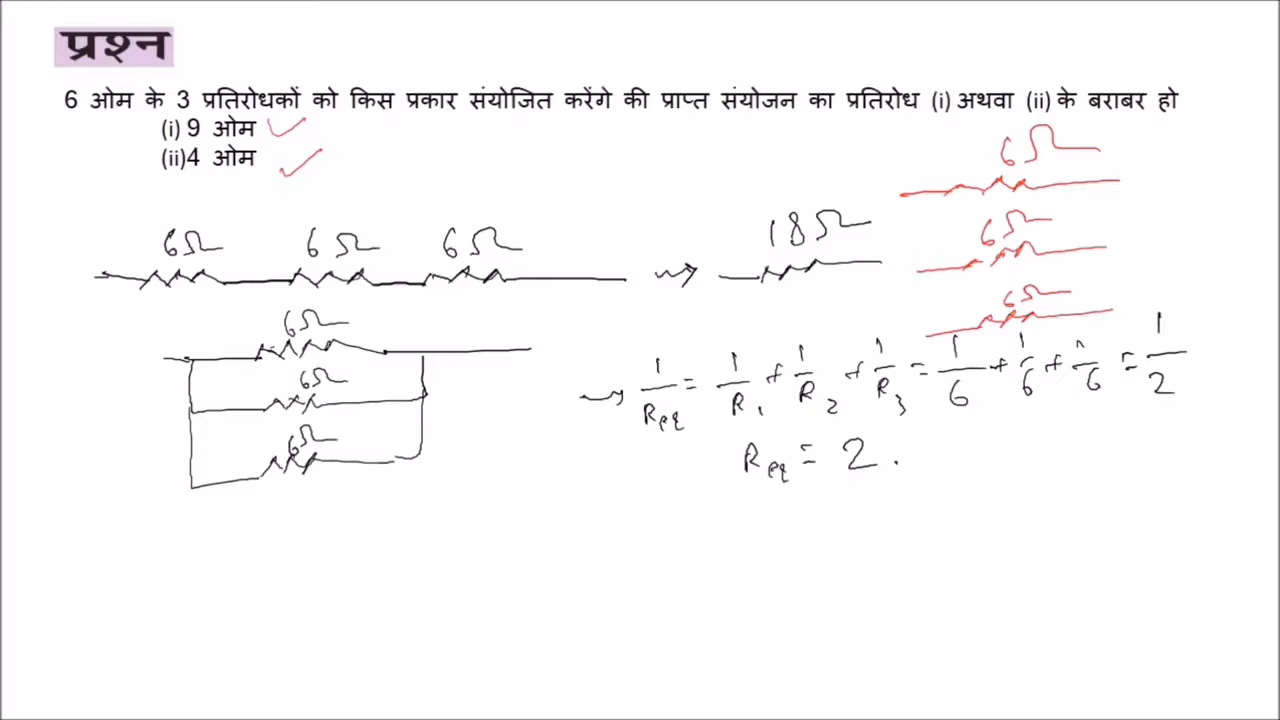 प्रश्न
6 ओम के 3 प्रतिरोधकों को किस प्रकार संयोजित करेंगे की प्राप्त संयोजन का प्रतिरोध (i) अथवा (ii) के बराबर हो
(i) 9 ओम
(ii)4 ओम
6Ω
6Ω 6Ω 6Ω
18Ω
6Ω
6Ω
6Ω
6Ω
6Ω
1/Req = 1/R1 + 1/R2 + 1/R3 = 1/6 + 1/6 + 1/6 = 1/2
Req = 2.